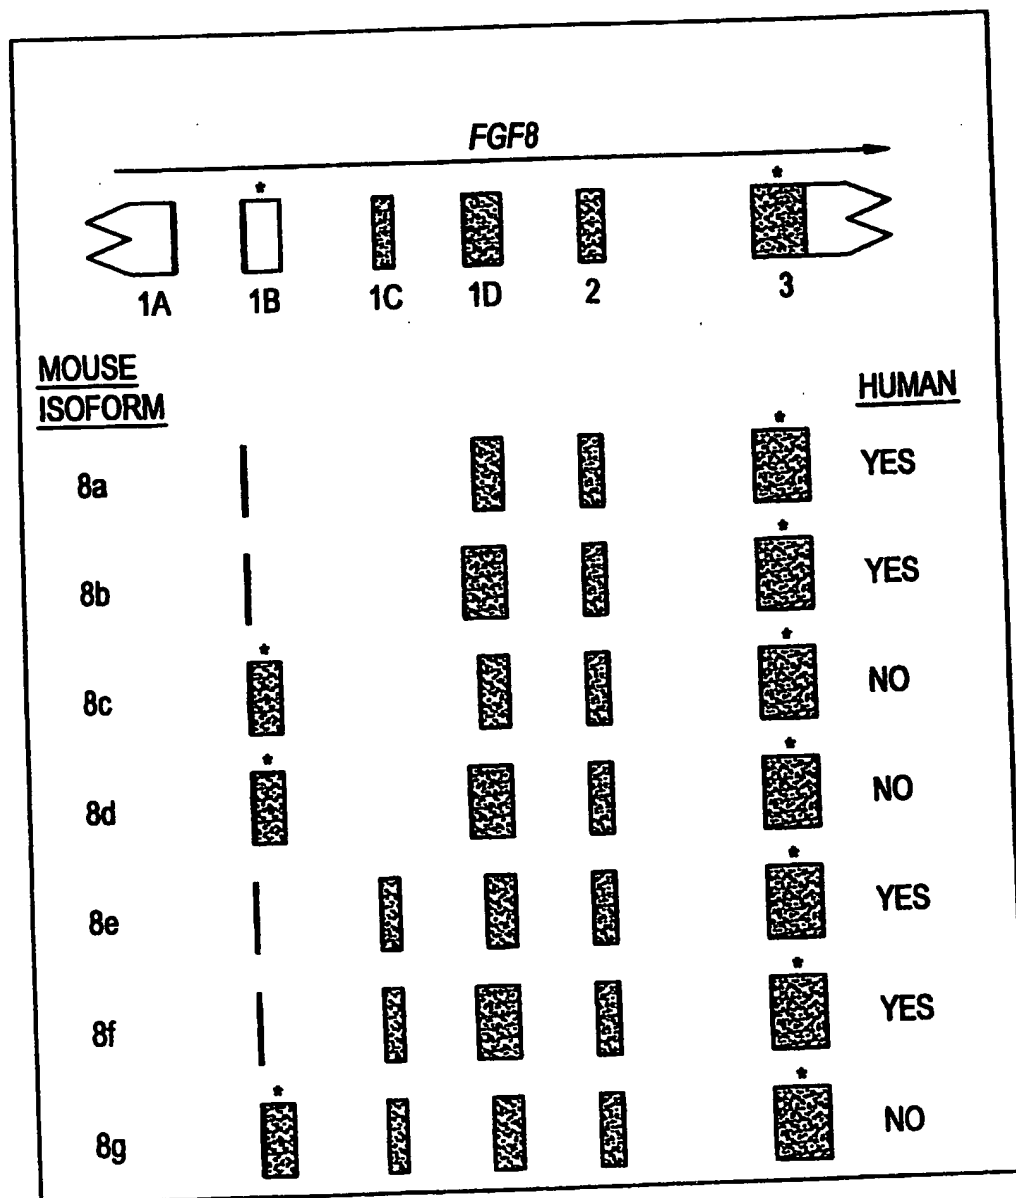 FGF8
*
*
1A 1B 1C 1D 2 3
MOUSE
ISOFORM
HUMAN
*
8a YES
*
8b YES
* *
8c NO
* *
8d NO
*
8e YES
*
8f YES
* *
8g NO